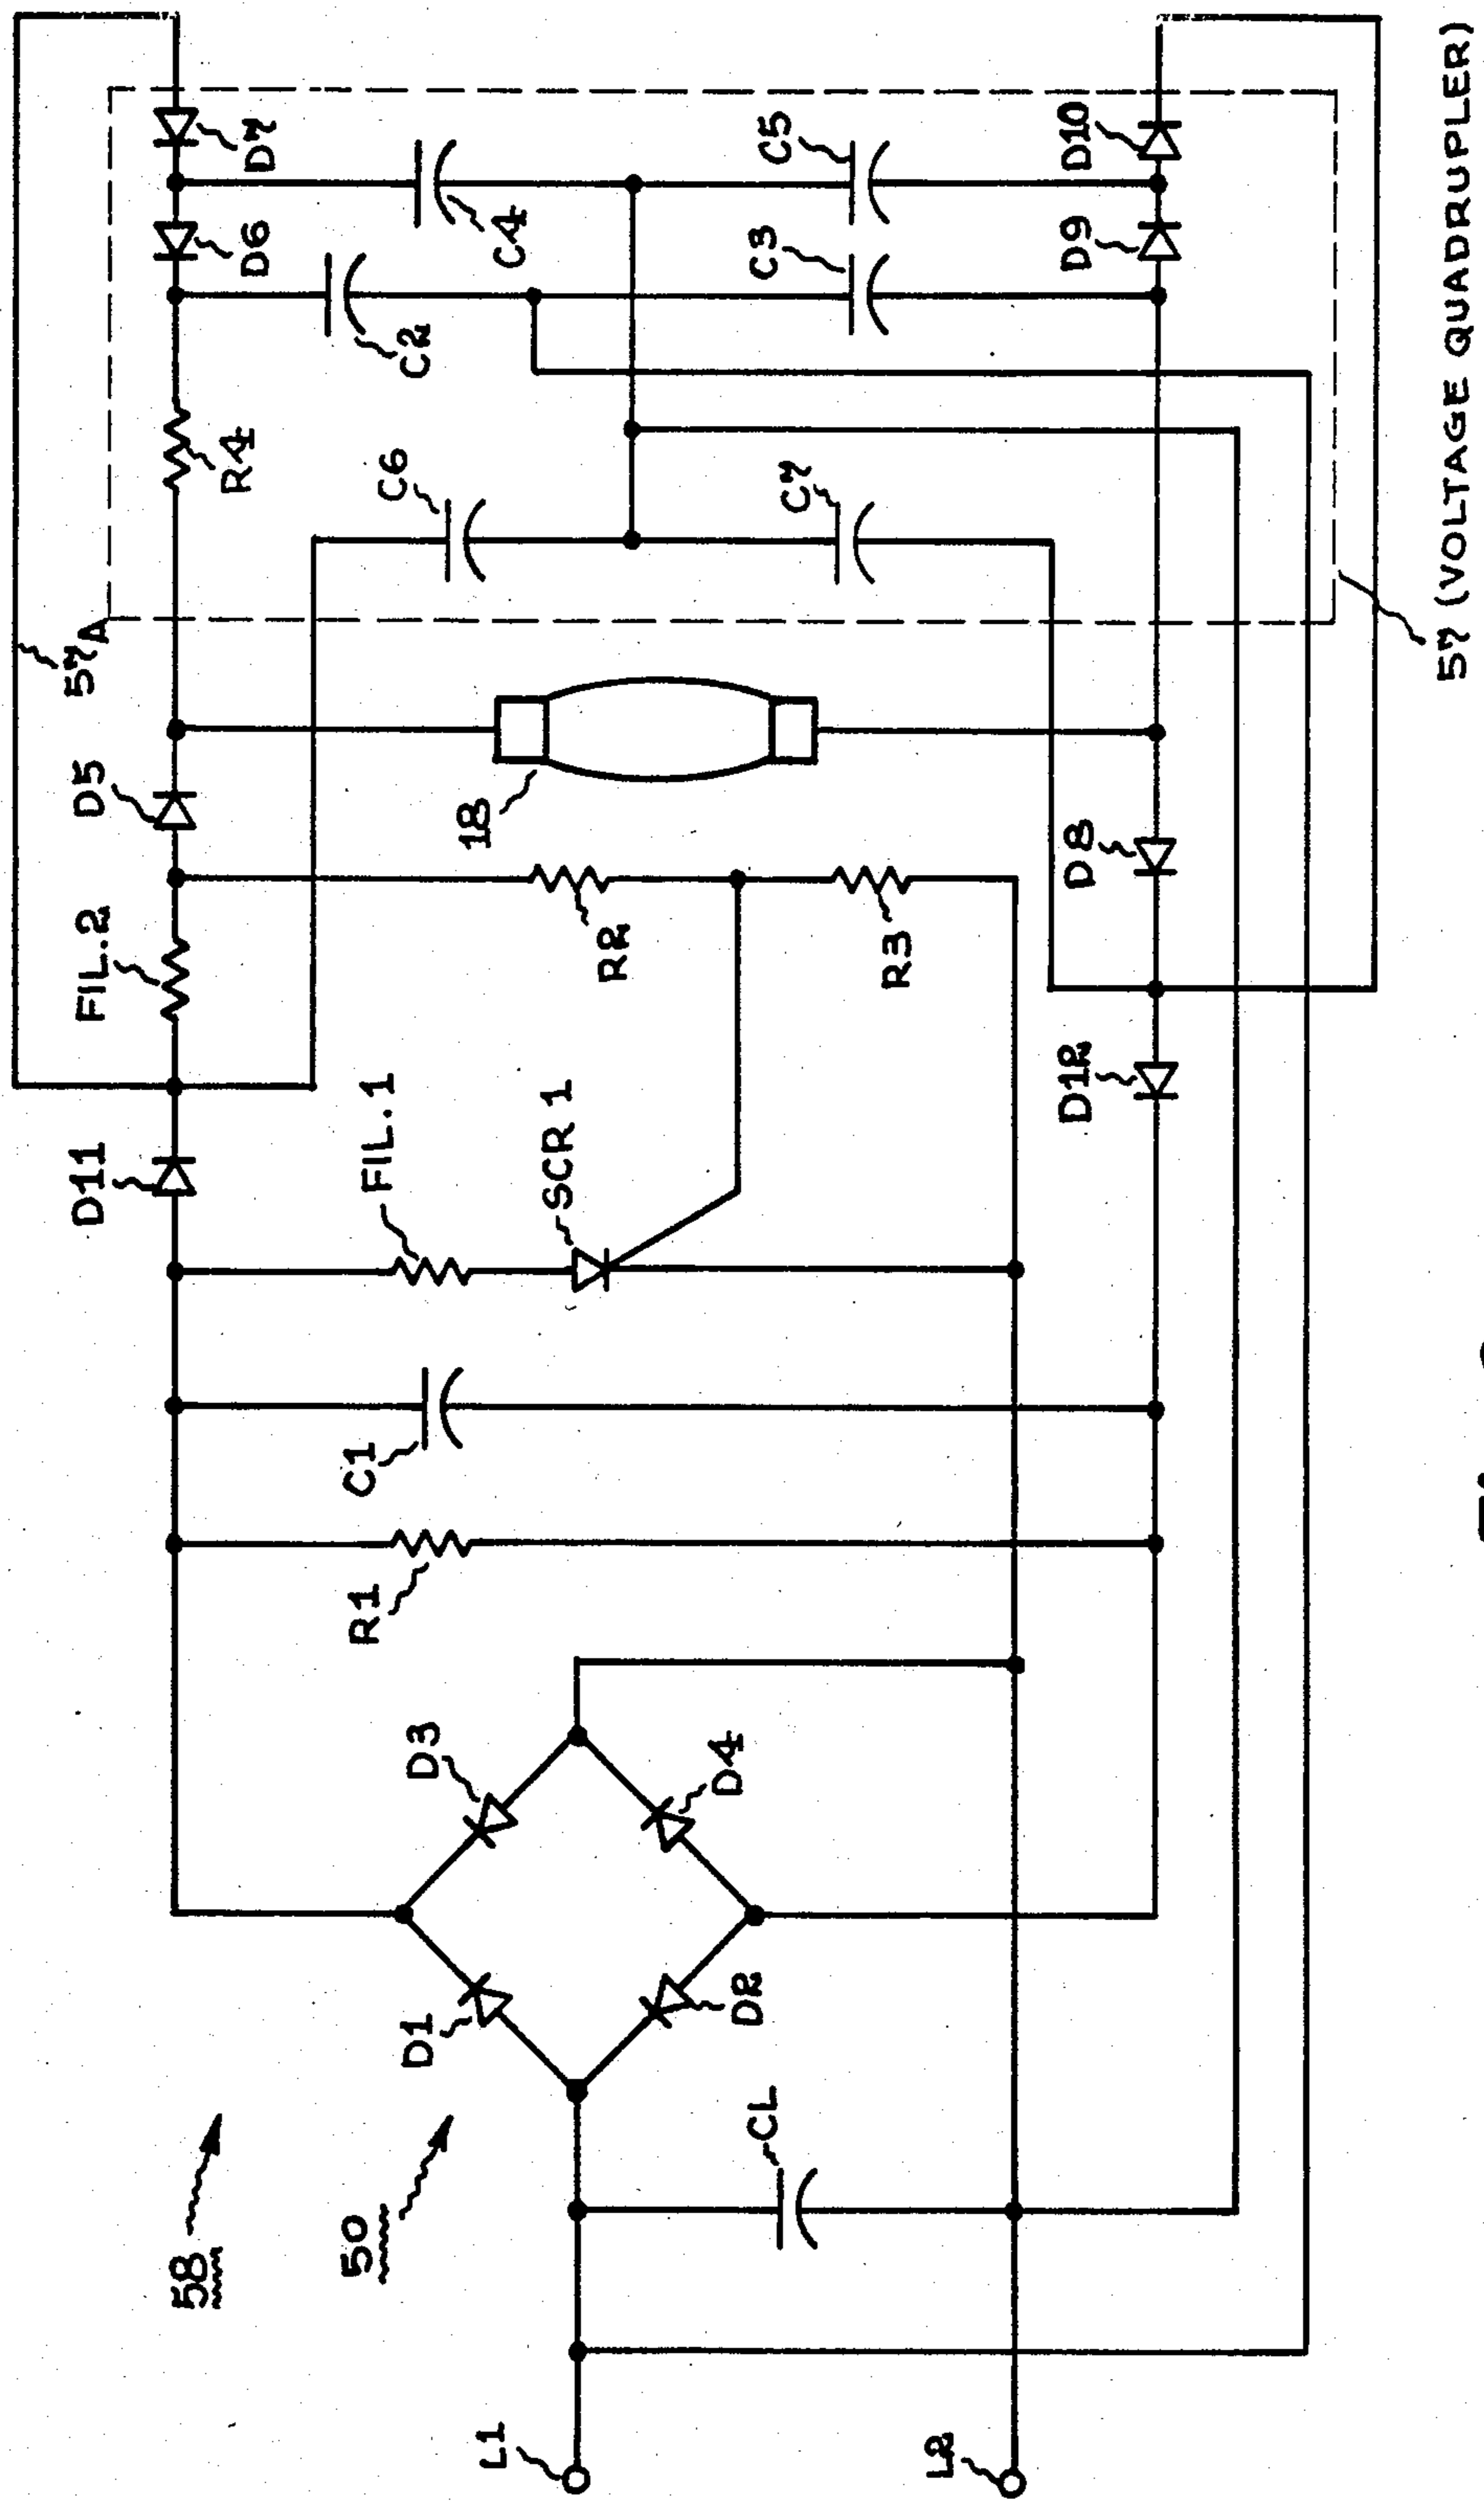 58
50
L1
L2
CL
D1
D2
D3
D4
R1
C1
FIL.1
SCR 1
D11
FIL.2
D5
R2
R3
18
D12
D8
57A
R4
C6
C7
C2
C3
C4
C5
D6
D7
D9
D10
57 (VOLTAGE QUADRUPLER)